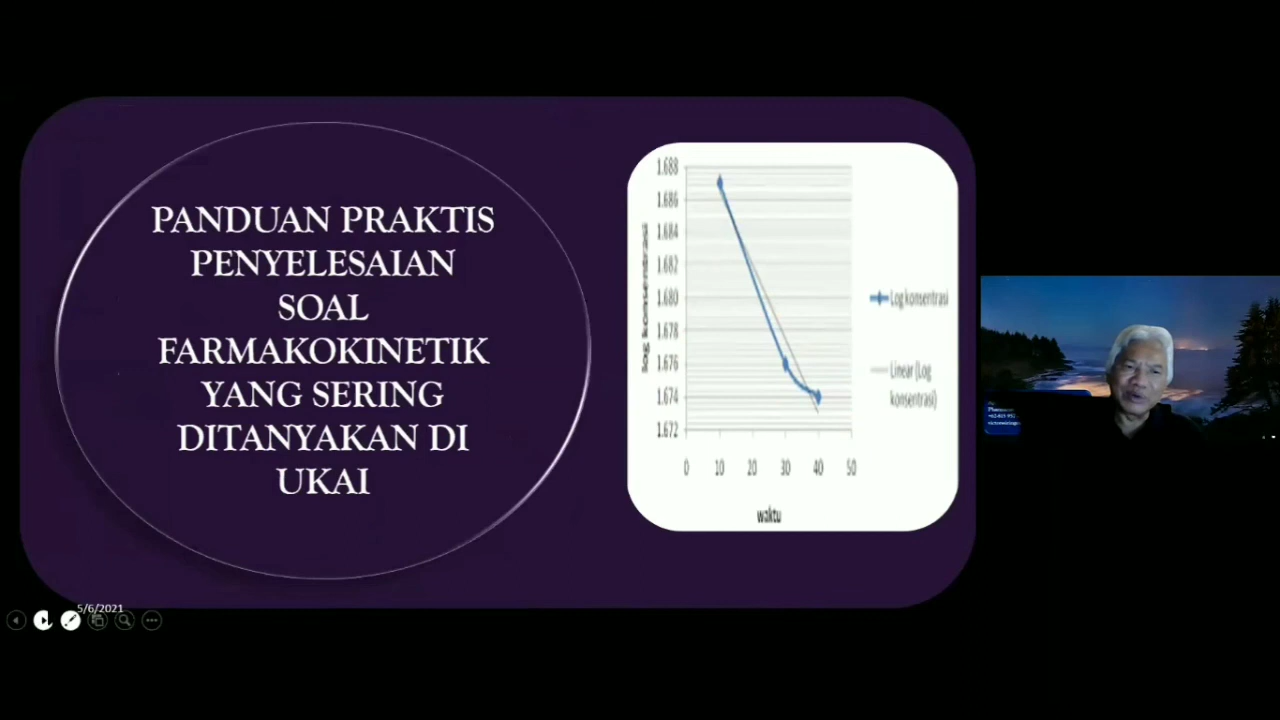 PANDUAN PRAKTIS
PENYELESAIAN
SOAL
FARMAKOKINETIK
YANG SERING
DITANYAKAN DI
UKAI
1.688
1.686
1.684
1.682
1.680
1.678
1.676
1.674
1.672
log konsentrasi
0 10 20 30 40 50
waktu
Log konsentrasi
Linear (Log
konsentrasi)
5/6/2021